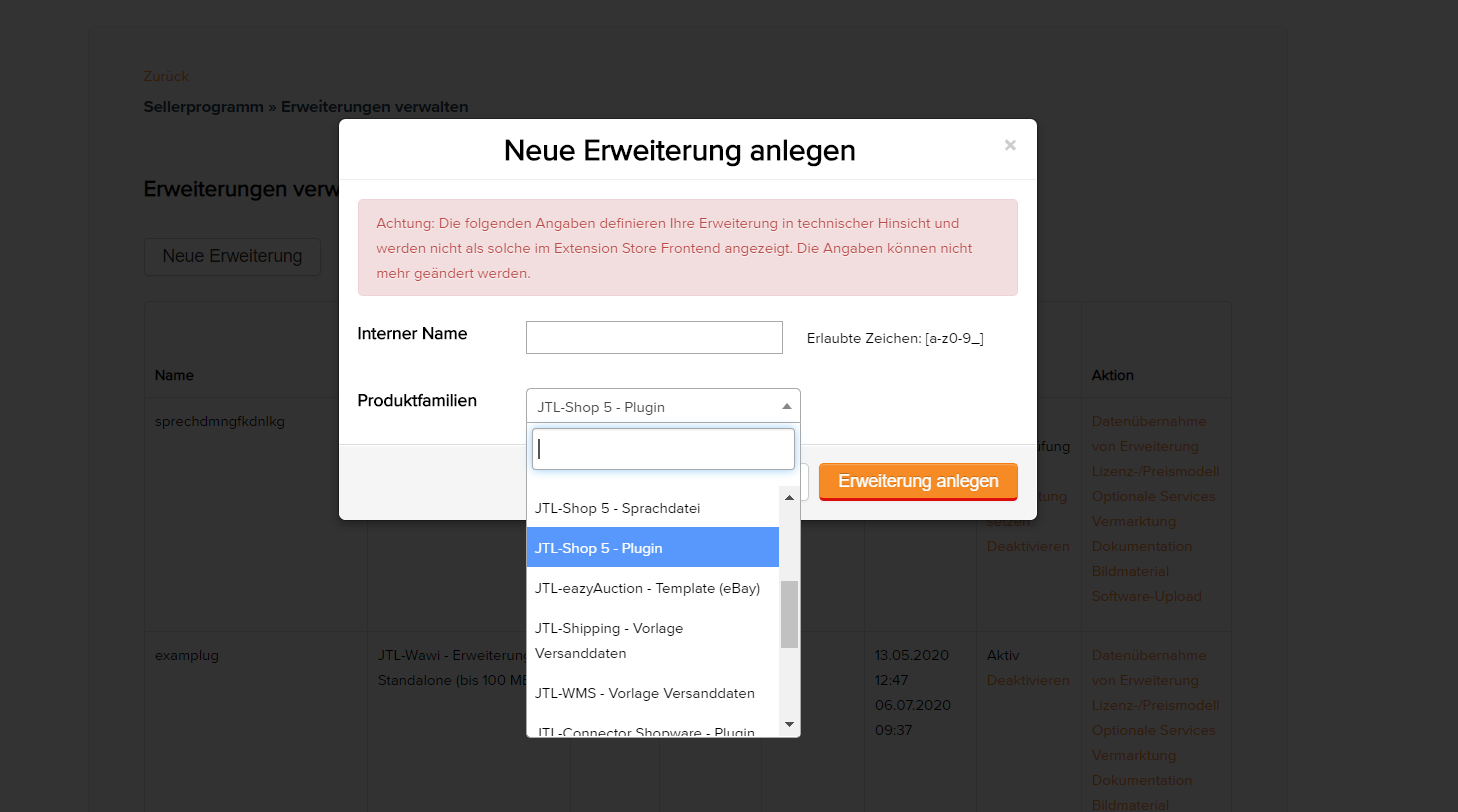 Zurück
Sellerprogramm » Erweiterungen verwalten
Neue Erweiterung anlegen
×
Achtung: Die folgenden Angaben definieren Ihre Erweiterung in technischer Hinsicht und
werden nicht als solche im Extension Store Frontend angezeigt. Die Angaben können nicht
mehr geändert werden.
Erweiterungen verw
Neue Erweiterung
Interner Name
Erlaubte Zeichen: [a-z0-9_]
Produktfamilien
JTL-Shop 5 - Plugin
JTL-Shop 5 - Sprachdatei
JTL-Shop 5 - Plugin
JTL-eazyAuction - Template (eBay)
JTL-Shipping - Vorlage
Versanddaten
JTL-WMS - Vorlage Versanddaten
JTL-Connector Shopware - Plugin
Erweiterung anlegen
Name
Aktion
sprechdmngfkdnlkg
üfung
tung
setzen
Deaktivieren
Datenübernahme
von Erweiterung
Lizenz-/Preismodell
Optionale Services
Vermarktung
Dokumentation
Bildmaterial
Software-Upload
examplug
JTL-Wawi - Erweiterung
Standalone (bis 100 MB
13.05.2020
12:47
06.07.2020
09:37
Aktiv
Deaktivieren
Datenübernahme
von Erweiterung
Lizenz-/Preismodell
Optionale Services
Vermarktung
Dokumentation
Bildmaterial